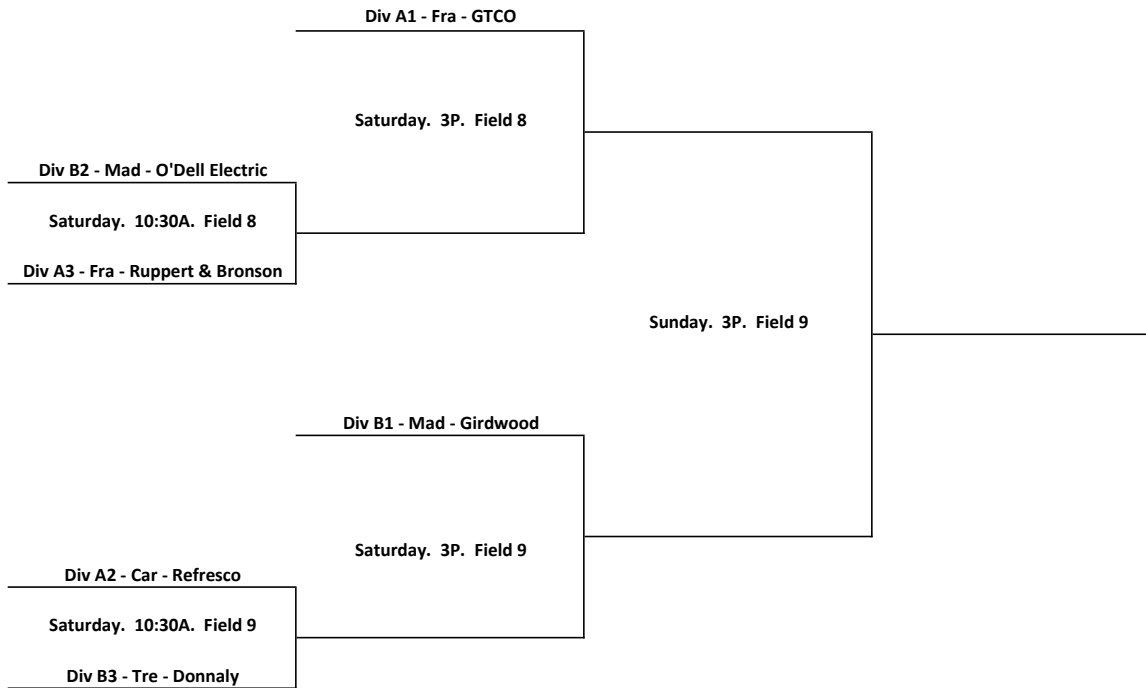 Div A1 - Fra - GTCO
Saturday.  3P.  Field 8
Div B2 - Mad - O'Dell Electric
Saturday.  10:30A.  Field 8
Div A3 - Fra - Ruppert & Bronson
Sunday.  3P.  Field 9
Div B1 - Mad - Girdwood
Saturday.  3P.  Field 9
Div A2 - Car - Refresco
Saturday.  10:30A.  Field 9
Div B3 - Tre - Donnaly